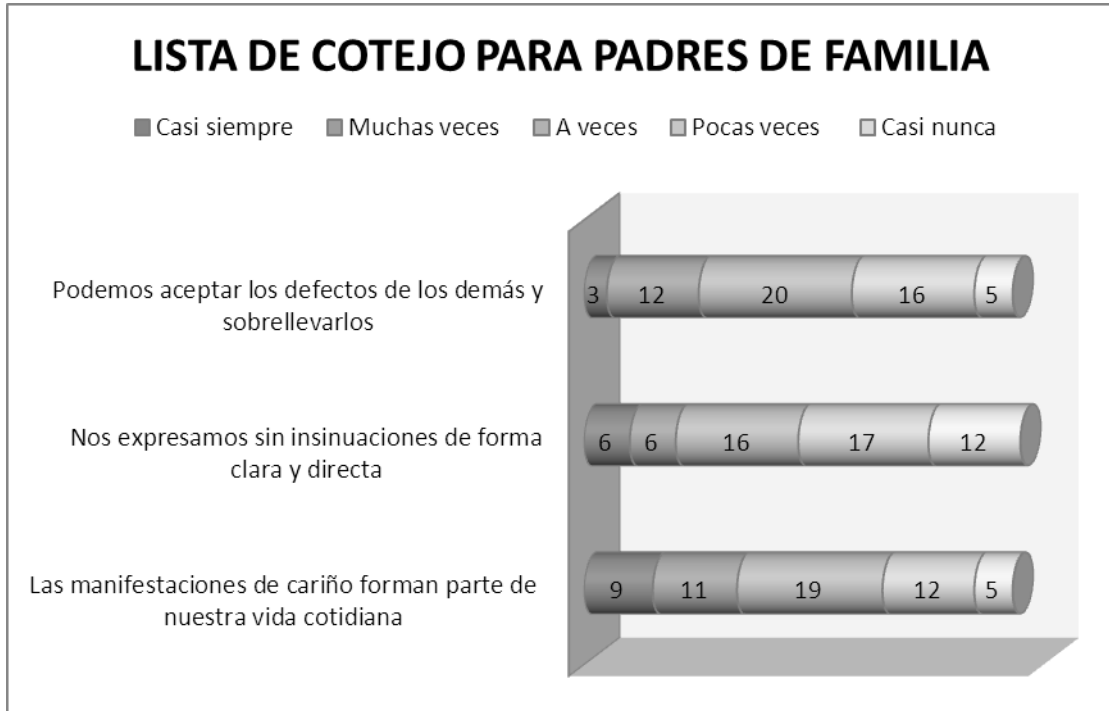 LISTA DE COTEJO PARA PADRES DE FAMILIA
Casi siempre Muchas veces A veces Pocas veces Casi nunca
Podemos aceptar los defectos de los demás y
sobrellevarlos
3 12 20 16 5
Nos expresamos sin insinuaciones de forma
clara y directa
6 6 16 17 12
Las manifestaciones de cariño forman parte de
nuestra vida cotidiana
9 11 19 12 5